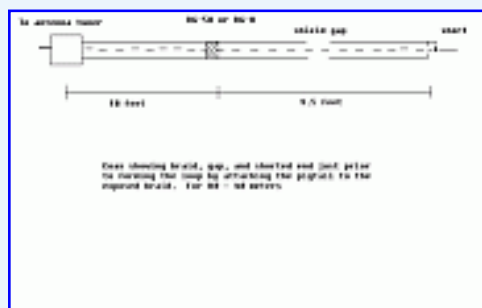 To antenna tuner
RG-58 or RG-8
shield gap
short
10 feet
9.5 feet
Coax showing braid, gap, and shorted end just prior
to forming the loop by attaching the pigtail to the
exposed braid. for 80 - 40 meters